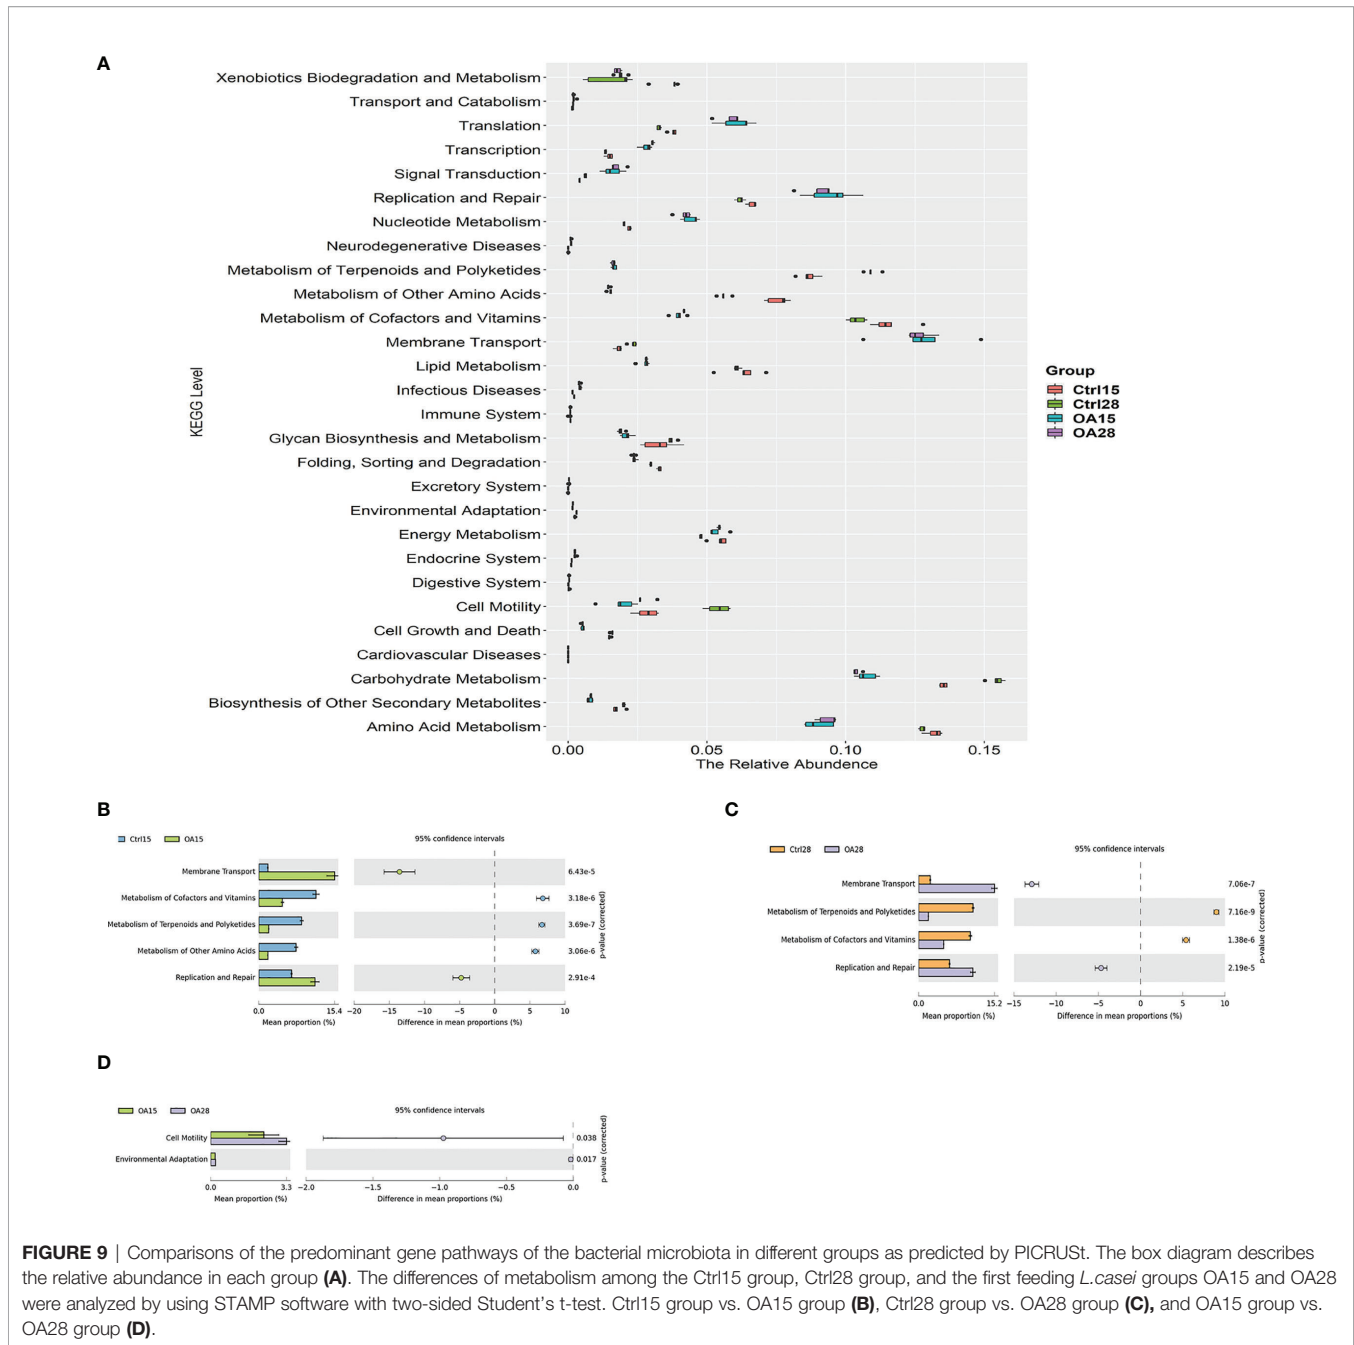 A
Xenobiotics Biodegradation and Metabolism
Transport and Catabolism
Translation
Transcription
Signal Transduction
Replication and Repair
Nucleotide Metabolism
Neurodegenerative Diseases
Metabolism of Terpenoids and Polyketides
Metabolism of Other Amino Acids
Metabolism of Cofactors and Vitamins
Membrane Transport
Lipid Metabolism
Infectious Diseases
Immune System
Glycan Biosynthesis and Metabolism
Folding, Sorting and Degradation
Excretory System
Environmental Adaptation
Energy Metabolism
Endocrine System
Digestive System
Cell Motility
Cell Growth and Death
Cardiovascular Diseases
Carbohydrate Metabolism
Biosynthesis of Other Secondary Metabolites
Amino Acid Metabolism
KEGG Level
0.00 0.05 0.10 0.15
The Relative Abundance
Group
Ctrl15
Ctrl28
OA15
OA28
B
Ctrl15 OA15
95% confidence intervals
Membrane Transport 6.43e-5
Metabolism of Cofactors and Vitamins 3.18e-6
Metabolism of Terpenoids and Polyketides 3.69e-7
Metabolism of Other Amino Acids 3.06e-6
Replication and Repair 2.91e-4
p-value (corrected)
0.0 15.4 −20 −15 −10 −5 0 5 10
Mean proportion (%) Difference in mean proportions (%)
C
Ctrl28 OA28
95% confidence intervals
Membrane Transport 7.06e-7
Metabolism of Terpenoids and Polyketides 7.16e-9
Metabolism of Cofactors and Vitamins 1.38e-6
Replication and Repair 2.19e-5
p-value (corrected)
0.0 15.2 −15 −10 −5 0 5 10
Mean proportion (%) Difference in mean proportions (%)
D
OA15 OA28
95% confidence intervals
Cell Motility 0.038
Environmental Adaptation 0.017
p-value (corrected)
0.0 3.3 −2.0 −1.5 −1.0 −0.5 0.0
Mean proportion (%) Difference in mean proportions (%)
FIGURE 9 | Comparisons of the predominant gene pathways of the bacterial microbiota in different groups as predicted by PICRUSt. The box diagram describes
the relative abundance in each group (A). The differences of metabolism among the Ctrl15 group, Ctrl28 group, and the first feeding L.casei groups OA15 and OA28
were analyzed by using STAMP software with two-sided Student's t-test. Ctrl15 group vs. OA15 group (B), Ctrl28 group vs. OA28 group (C), and OA15 group vs.
OA28 group (D).